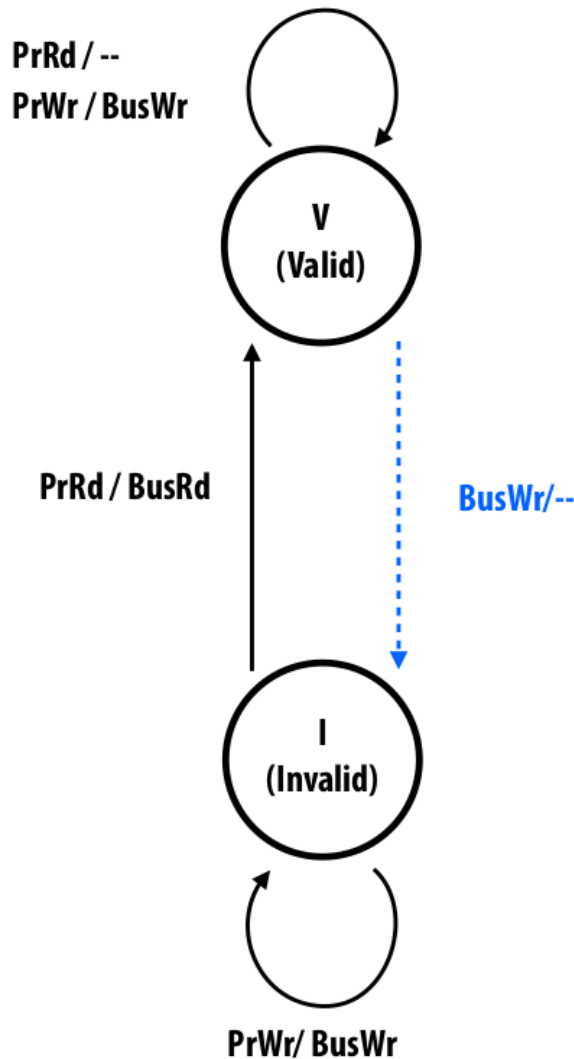 PrRd / --
PrWr / BusWr
V
(Valid)
PrRd / BusRd
BusWr/--
I
(Invalid)
PrWr/ BusWr